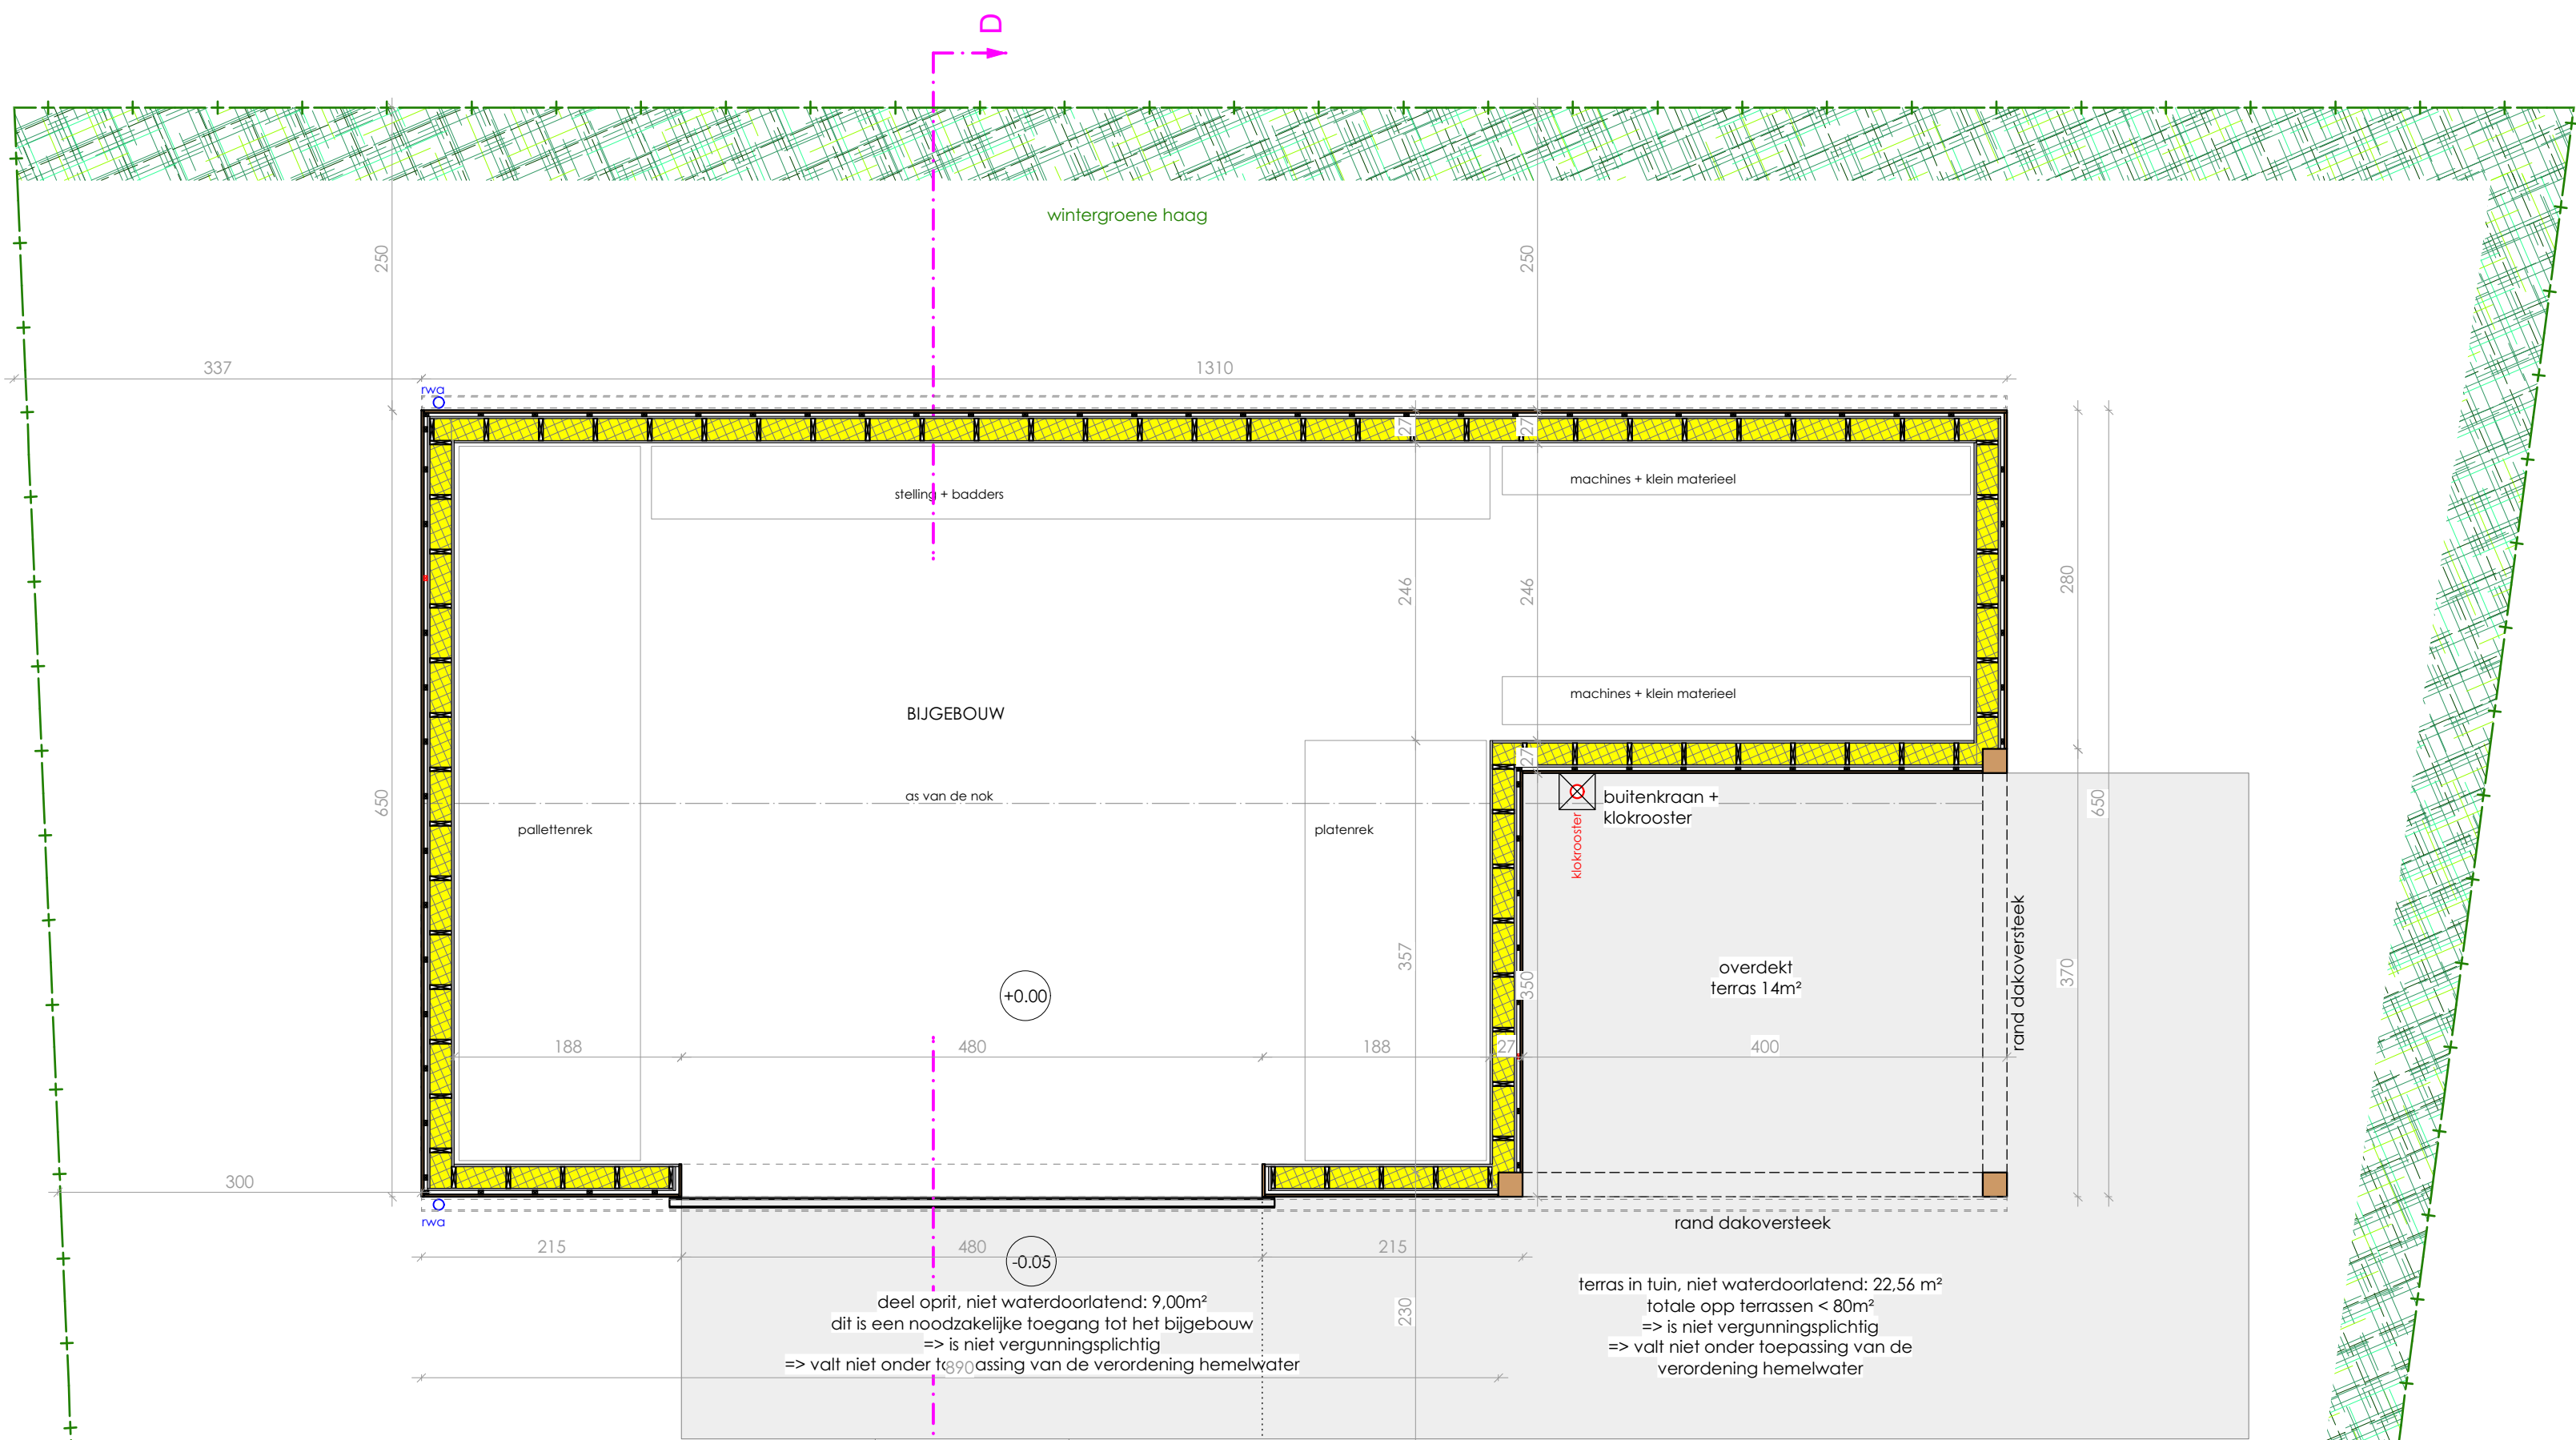 D
wintergroene haag
250
250
337
1310
rwa
27
27
stelling + badders
machines + klein materieel
246
246
280
machines + klein materieel
BIJGEBOUW
27
as van de nok
650
650
buitenkraan +
klokrooster
pallettenrek
platenrek
klokrooster
357
350
370
overdekt
terras 14m²
rand dakoversteek
+0.00
188
480
188
27
400
300
rwa
rand dakoversteek
215
480
215
-0.05
230
deel oprit, niet waterdoorlatend: 9,00m²
dit is een noodzakelijke toegang tot het bijgebouw
=> is niet vergunningsplichtig
=> valt niet onder to assing van de verordening hemelwater
890
terras in tuin, niet waterdoorlatend: 22,56 m²
totale opp terrassen < 80m²
=> is niet vergunningsplichtig
=> valt niet onder toepassing van de
verordening hemelwater